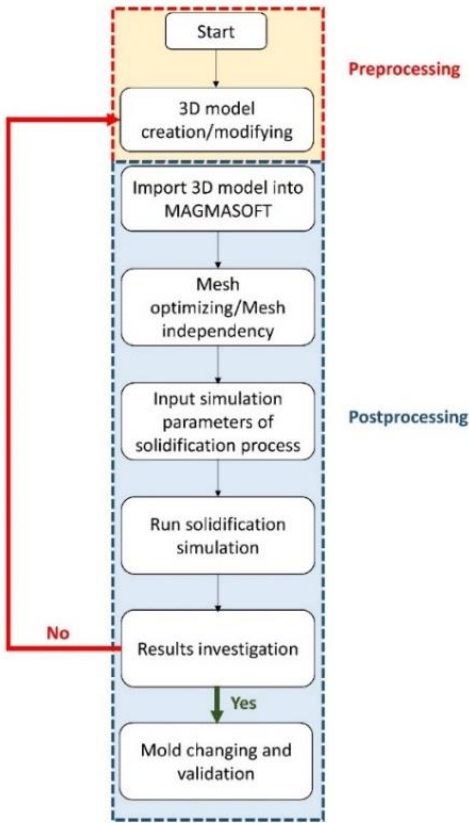 Start
Preprocessing
3D model
creation/modifying
Import 3D model into
MAGMASOFT
Mesh
optimizing/Mesh
independency
Input simulation
parameters of
solidification process
Postprocessing
Run solidification
simulation
No
Results investigation
Yes
Mold changing and
validation